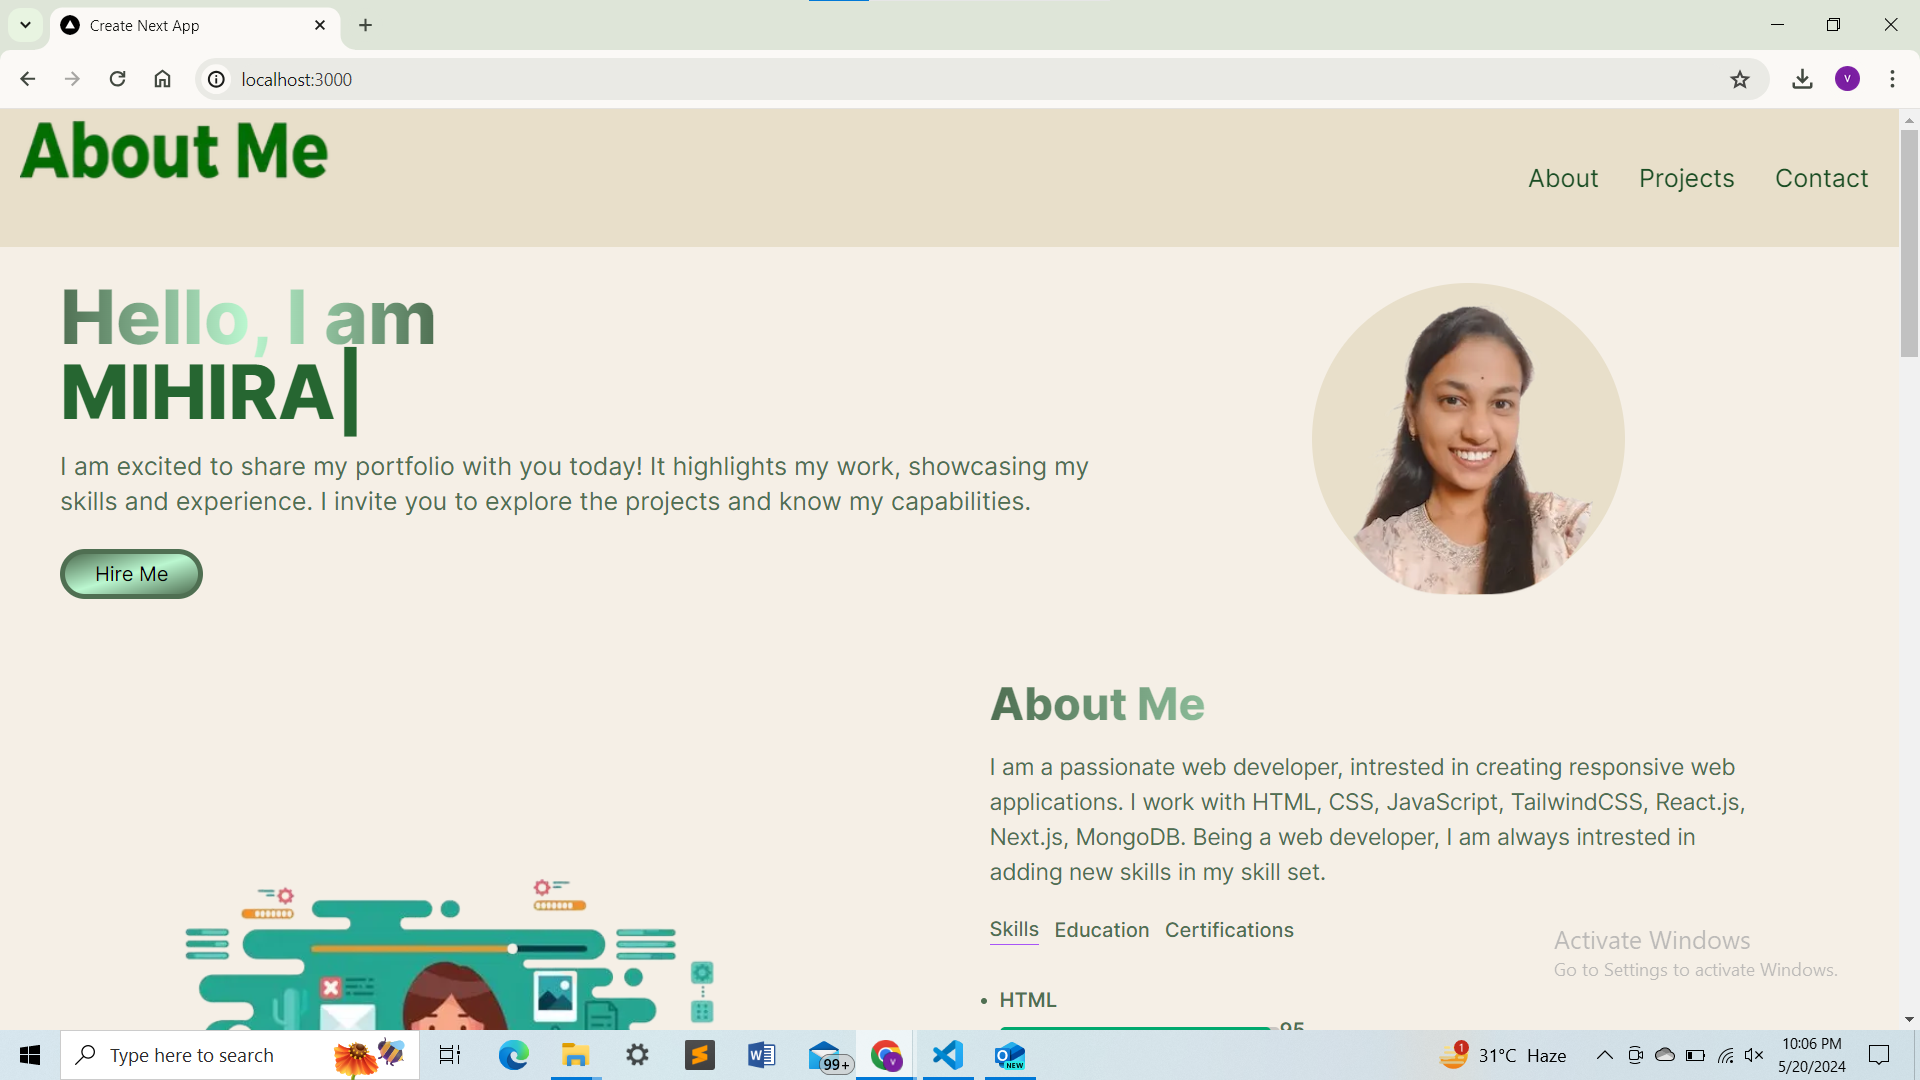 Create Next App
localhost:3000
V
About Me
About Projects Contact
Hello, I am
MIHIRA
I am excited to share my portfolio with you today! It highlights my work, showcasing my
skills and experience. I invite you to explore the projects and know my capabilities.
Hire Me
About Me
I am a passionate web developer, intrested in creating responsive web
applications. I work with HTML, CSS, JavaScript, TailwindCSS, React.js,
Next.js, MongoDB. Being a web developer, I am always intrested in
adding new skills in my skill set.
Skills Education Certifications
Activate Windows
Go to Settings to activate Windows.
• HTML
95
Type here to search
99+
V
NEW
1
31°C Haze
10:06 PM
5/20/2024